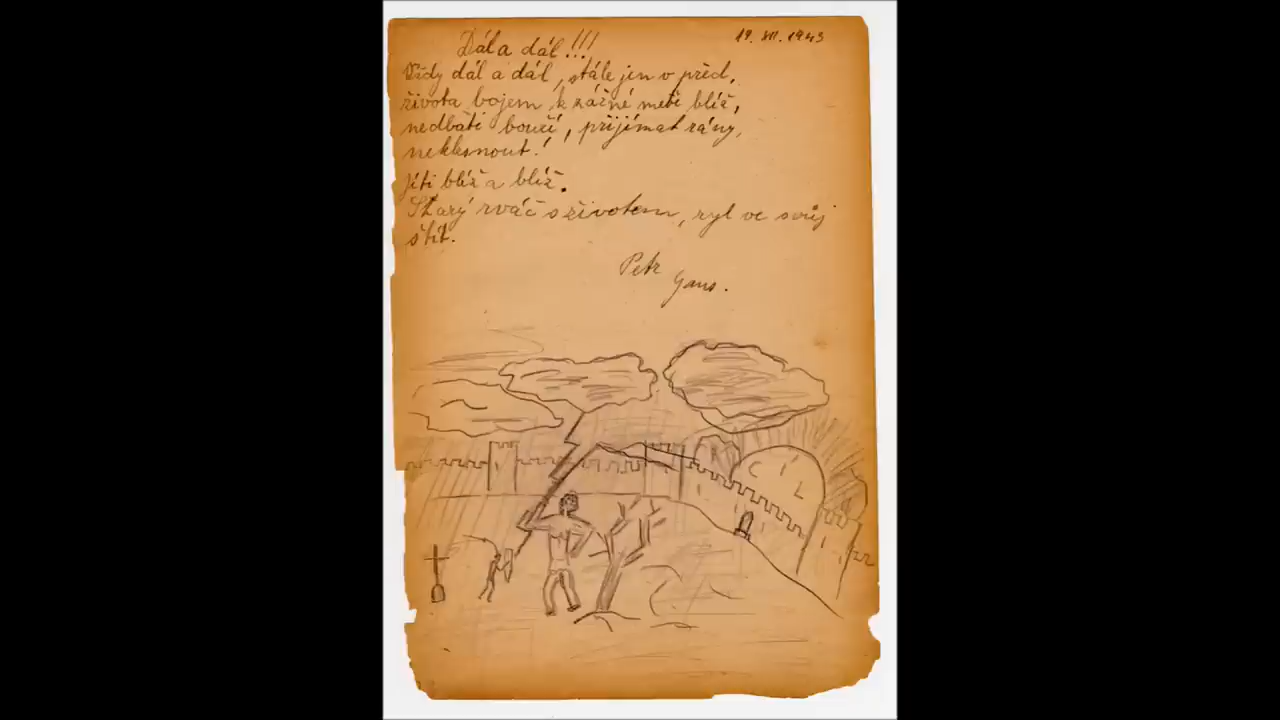 Dál a dál!!!
19. XII. 1943
Vždy dál a dál, stále jen v před,
života bojem k zářné metě blíž,
nedbati bouří, přijímat rány,
neklesnout!
Jíti blíž a blíž.
Starý rváč s životem, ryl ve svůj
štít.
Petr
Gans.
CÍL